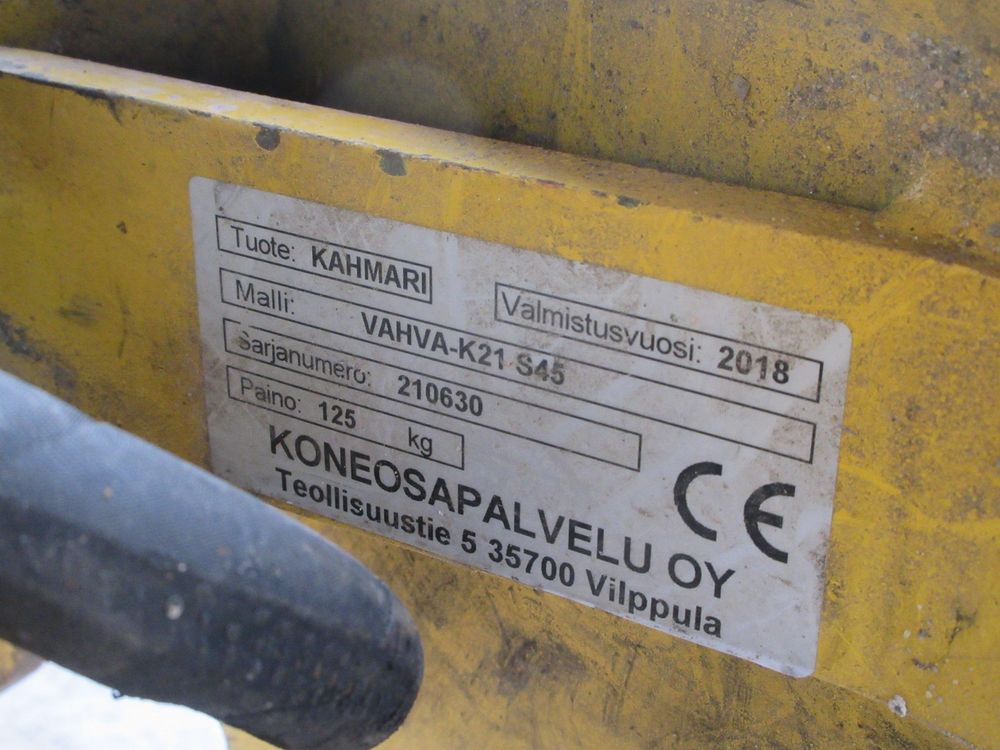 Tuote: KAHMARI
Valmistusvuosi: 2018
Malli: VAHVA-K21 S45
Sarjanumero: 210630
Paino: 125 kg
KONEOSAPALVELU OY
Teollisuustie 5 35700 Vilppula
CE